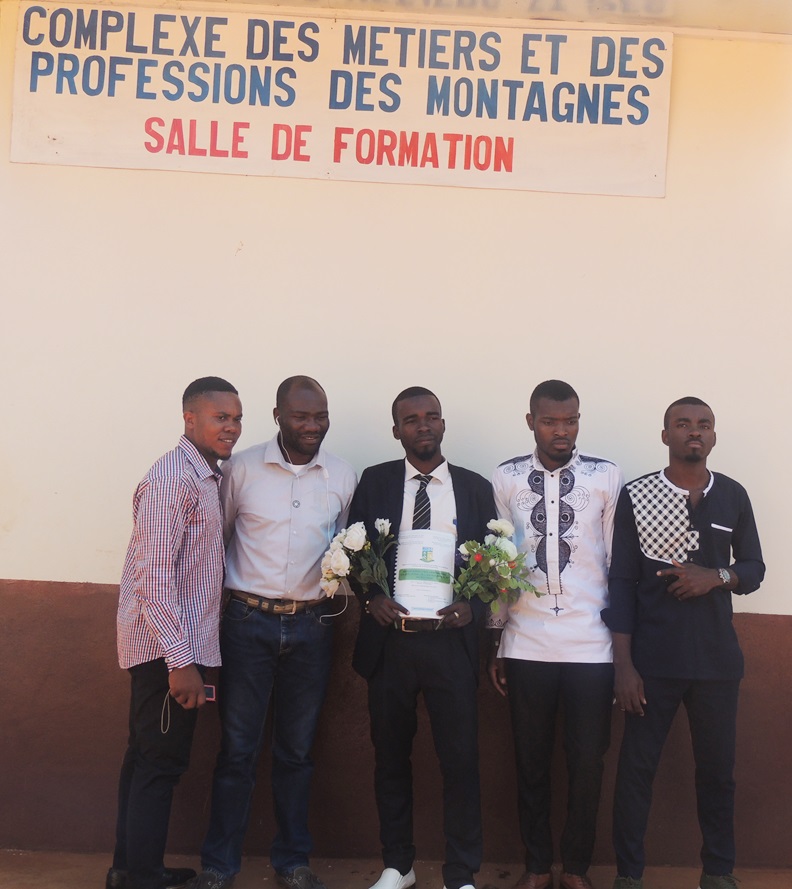 COMPLEXE DES METIERS ET DES
PROFESSIONS DES MONTAGNES
SALLE DE FORMATION